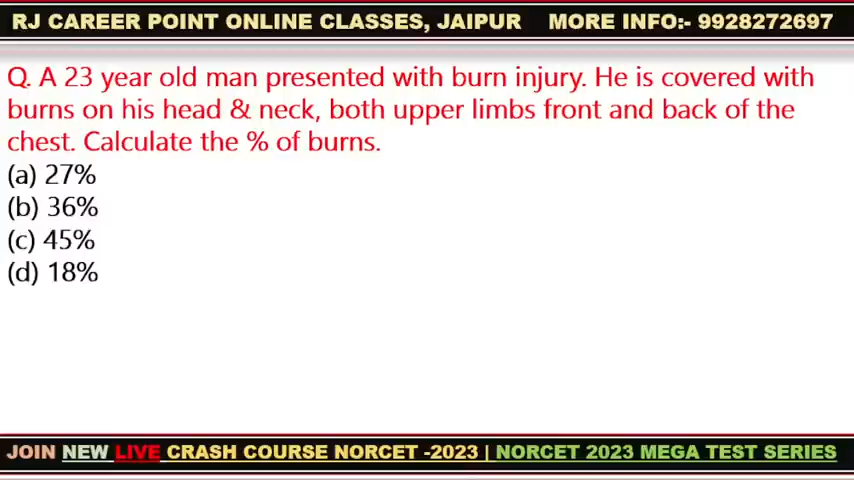 RJ CAREER POINT ONLINE CLASSES, JAIPUR MORE INFO:- 9928272697
Q. A 23 year old man presented with burn injury. He is covered with
burns on his head & neck, both upper limbs front and back of the
chest. Calculate the % of burns.
(a) 27%
(b) 36%
(c) 45%
(d) 18%
JOIN NEW LIVE CRASH COURSE NORCET -2023 | NORCET 2023 MEGA TEST SERIES